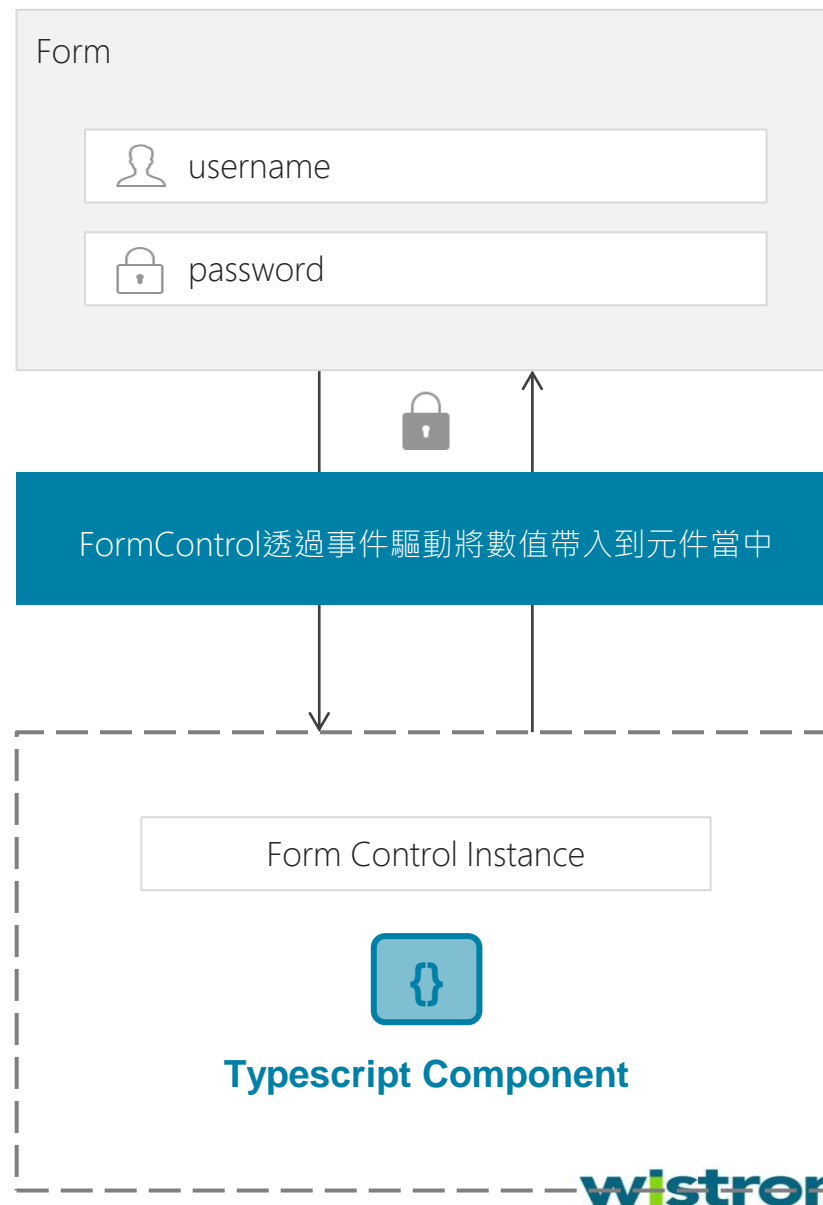 Form
username
password
FormControl透過事件驅動將數值帶入到元件當中
Form Control Instance
{}
Typescript Component
wistron